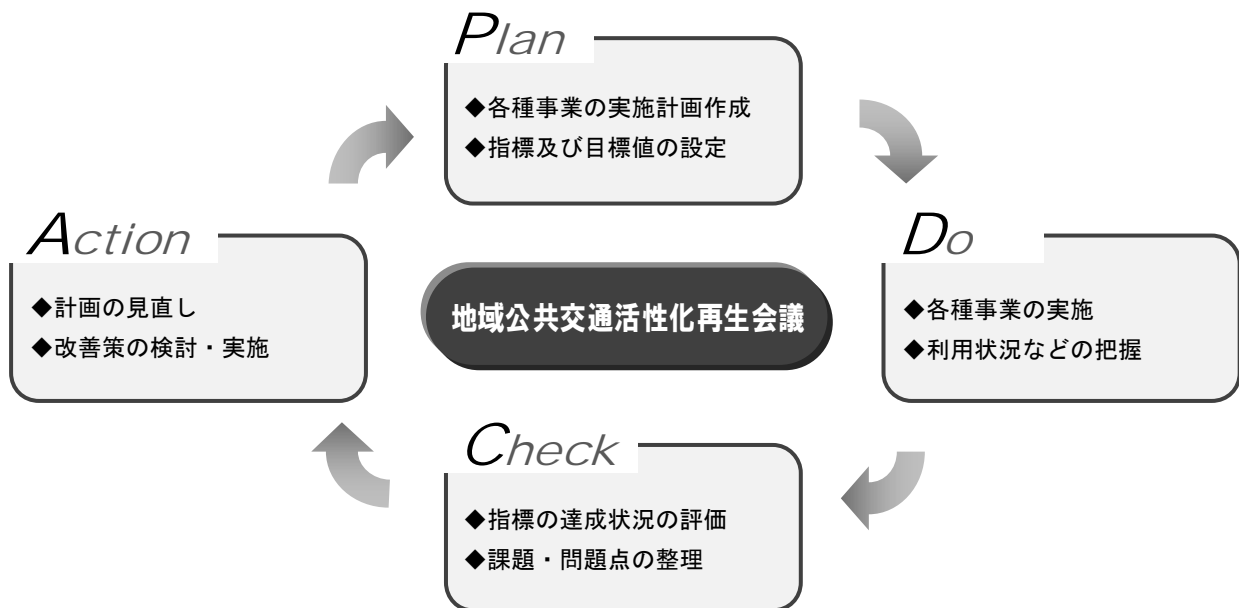 Plan
◆各種事業の実施計画作成
◆指標及び目標値の設定
Action
◆計画の見直し
◆改善策の検討・実施
地域公共交通活性化再生会議
Do
◆各種事業の実施
◆利用状況などの把握
Check
◆指標の達成状況の評価
◆課題・問題点の整理